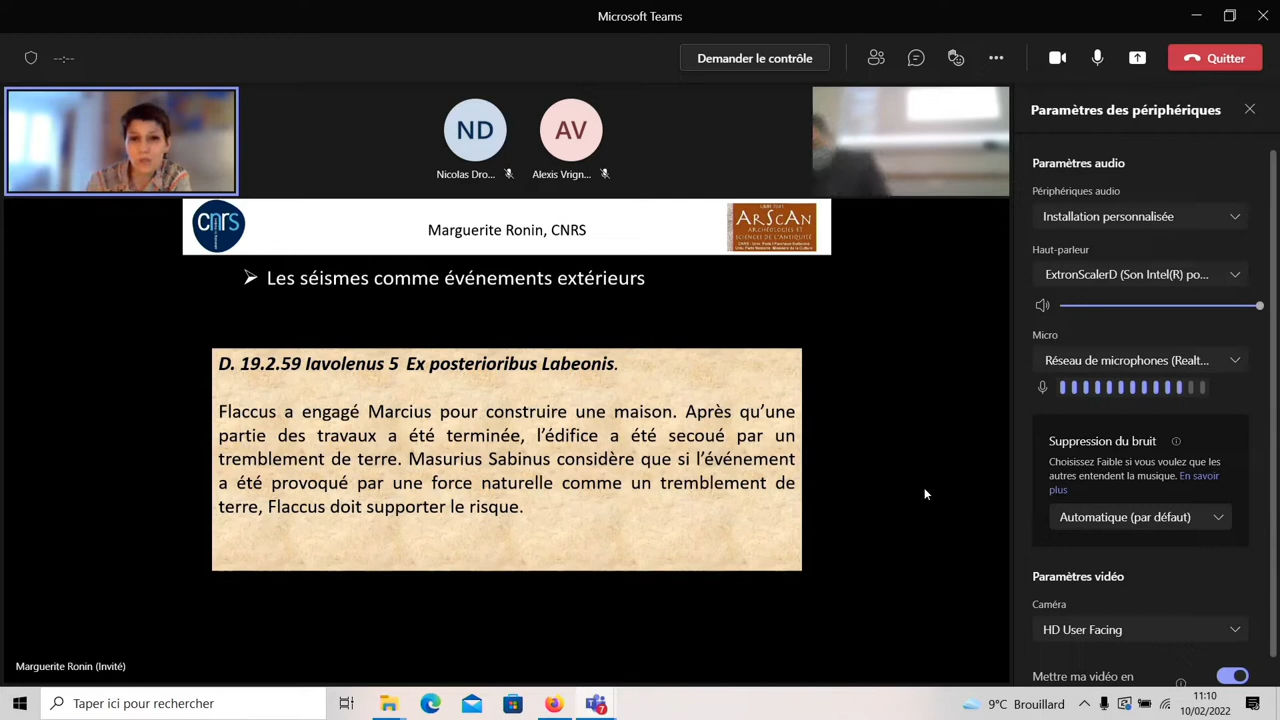 Microsoft Teams
--:--
Demander le contrôle
Quitter
ND
AV
Nicolas Dro...
Alexis Vrign...
Paramètres des périphériques
Paramètres audio
Périphériques audio
Installation personnalisée
Haut-parleur
ExtronScalerD (Son Intel(R) po...
Micro
Réseau de microphones (Realt...
Suppression du bruit
Choisissez Faible si vous voulez que les
autres entendent la musique. En savoir
plus
Automatique (par défaut)
Paramètres vidéo
Caméra
HD User Facing
Mettre ma vidéo en
cnrs
Marguerite Ronin, CNRS
ARSCAN
ARCHÉOLOGIES ET
SCIENCES DE L'ANTIQUITÉ
Les séismes comme événements extérieurs
D. 19.2.59 Iavolenus 5 Ex posterioribus Labeonis.
Flaccus a engagé Marcius pour construire une maison. Après qu’une
partie des travaux a été terminée, l’édifice a été secoué par un
tremblement de terre. Masurius Sabinus considère que si l’événement
a été provoqué par une force naturelle comme un tremblement de
terre, Flaccus doit supporter le risque.
Marguerite Ronin (Invité)
Taper ici pour rechercher
7
9°C Brouillard
11:10
10/02/2022